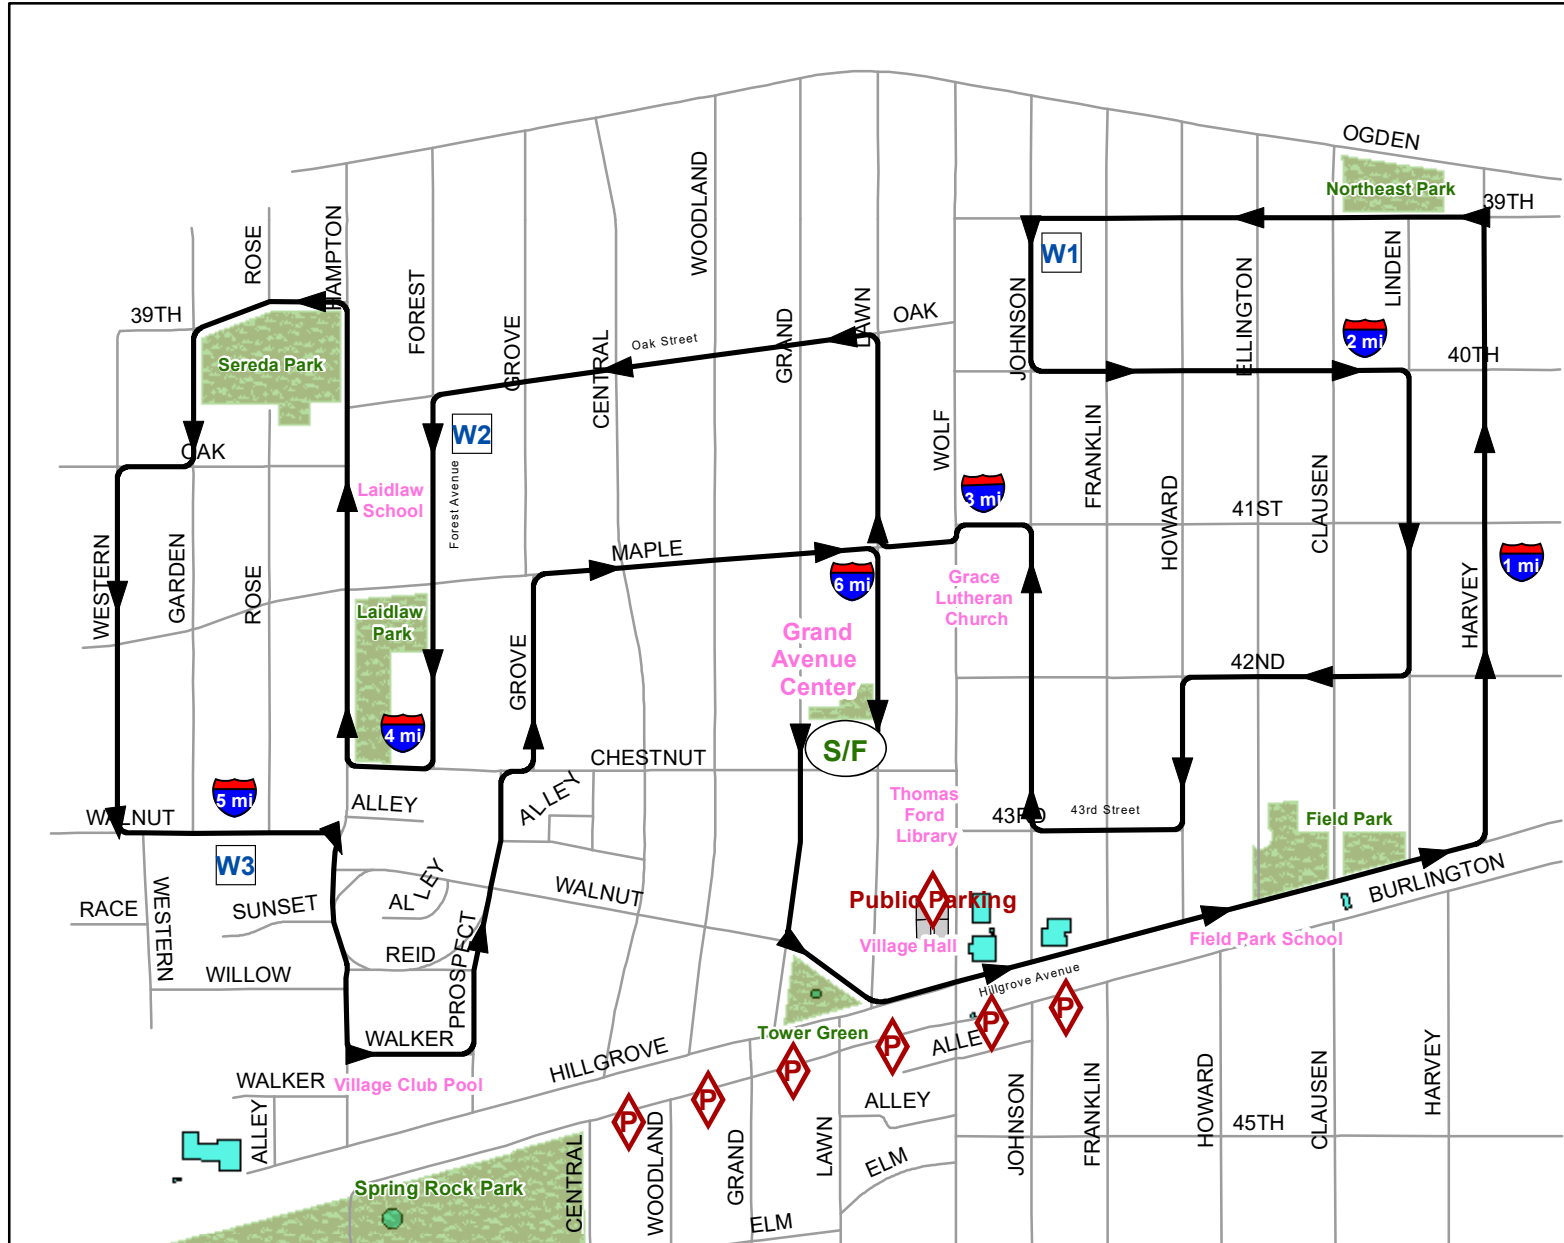 OGDEN
Northeast Park
39TH
WOODLAND
HAMPTON
ROSE
W1
LINDEN
ELLINGTON
JOHNSON
FOREST
39TH
OAK
LAWN
GRAND
GROVE
Oak Street
CENTRAL
2 mi
40TH
Sereda Park
W2
WOLF
FRANKLIN
OAK
Laidlaw
School
Forest Avenue
3 mi
HOWARD
41ST
CLAUSEN
WESTERN
GARDEN
ROSE
MAPLE
6 mi
Grace
Lutheran
Church
1 mi
HARVEY
Laidlaw
Park
Grand
Avenue
Center
GROVE
42ND
4 mi
S/F
CHESTNUT
5 mi
ALLEY
ALLEY
Thomas
Ford
Library
43RD
43rd Street
Field Park
WALNUT
W3
ALLEY
WALNUT
Public Parking
BURLINGTON
RACE
WESTERN
SUNSET
Village Hall
Field Park School
REID
PROSPECT
WILLOW
Hillgrove Avenue
WALKER
Tower Green
ALLE
P
P
P
P
P
P
HILLGROVE
WALKER
Village Club Pool
ALLEY
ALLEY
JOHNSON
FRANKLIN
HOWARD
CLAUSEN
HARVEY
45TH
CENTRAL
WOODLAND
GRAND
LAWN
ELM
Spring Rock Park
ELM